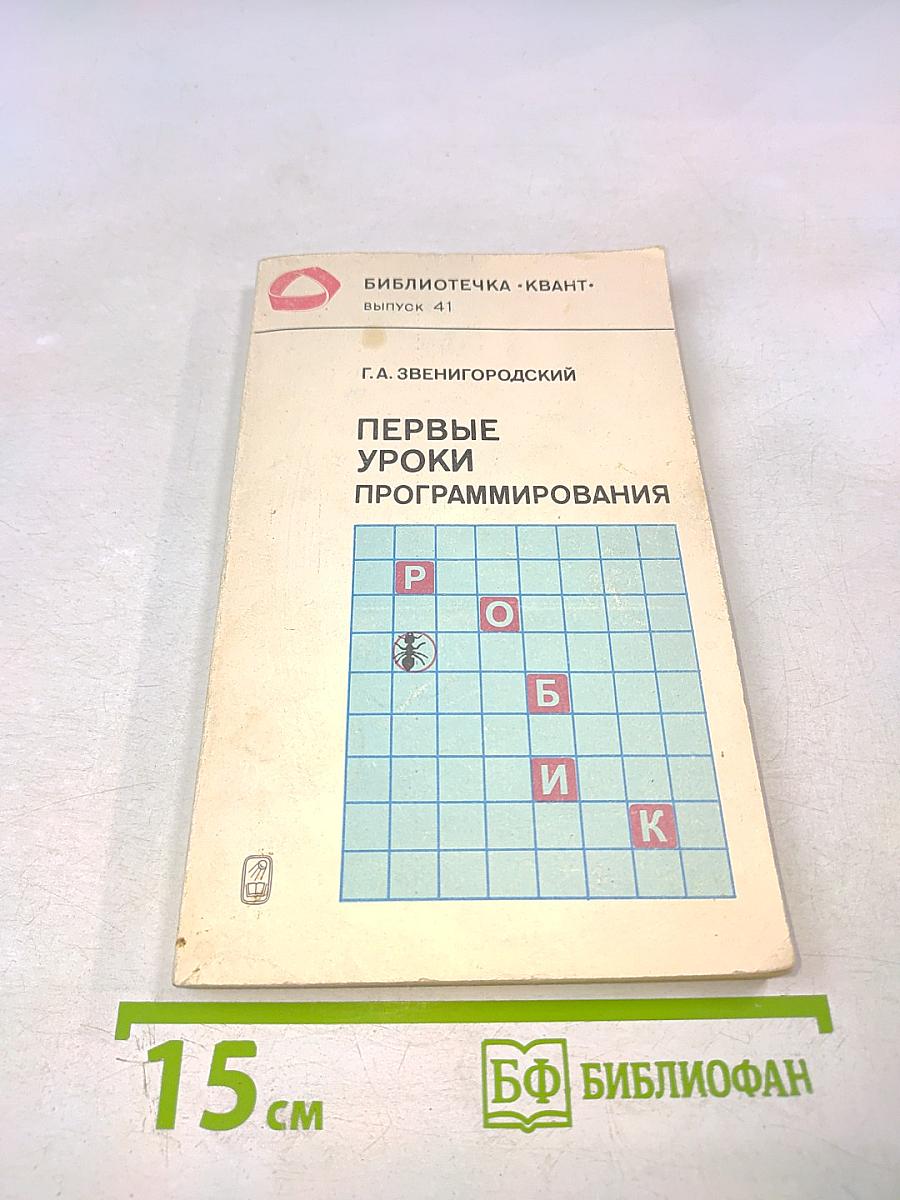 БИБЛИОТЕЧКА •КВАНТ•
ВЫПУСК 41
Г. А. ЗВЕНИГОРОДСКИЙ
ПЕРВЫЕ
УРОКИ
ПРОГРАММИРОВАНИЯ
Р
О
Б
И
К
15 см
БФ БИБЛИОФАН